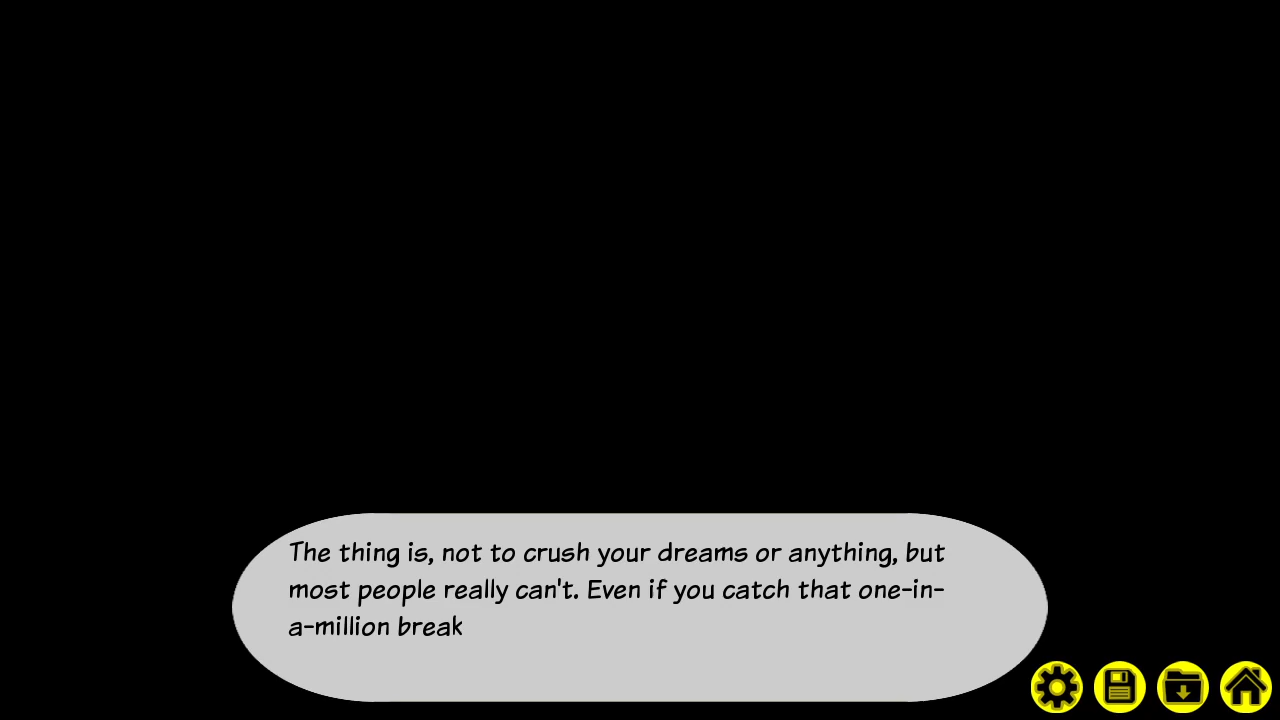 The thing is, not to crush your dreams or anything, but
most people really can't. Even if you catch that one-in-
a-million break